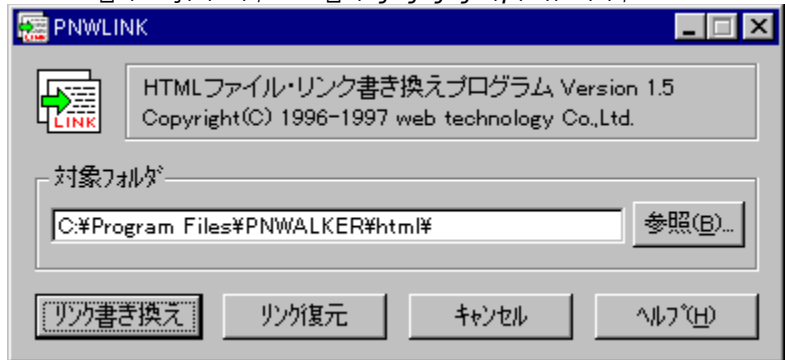 PNWLINK
LINK
HTMLファイル・リンク書き換えプログラム Version 1.5
Copyright(C) 1996-1997 web technology Co.,Ltd.
対象フォルダ
C:¥Program Files¥PNWALKER¥html¥
参照(B)...
リンク書き換え
リンク復元
キャンセル
ヘルプ(H)